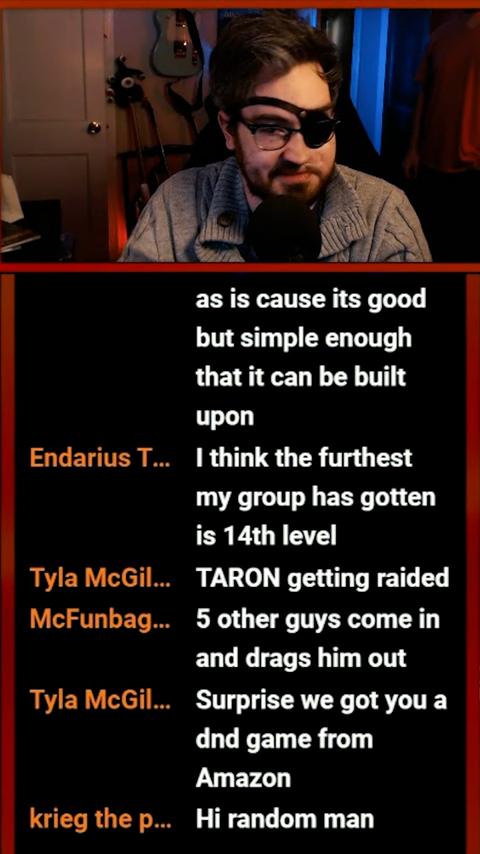 as is cause its good
but simple enough
that it can be built
upon
Endarius T... I think the furthest
my group has gotten
is 14th level
Tyla McGil... TARON getting raided
McFunbag... 5 other guys come in
and drags him out
Tyla McGil... Surprise we got you a
dnd game from
Amazon
krieg the p... Hi random man